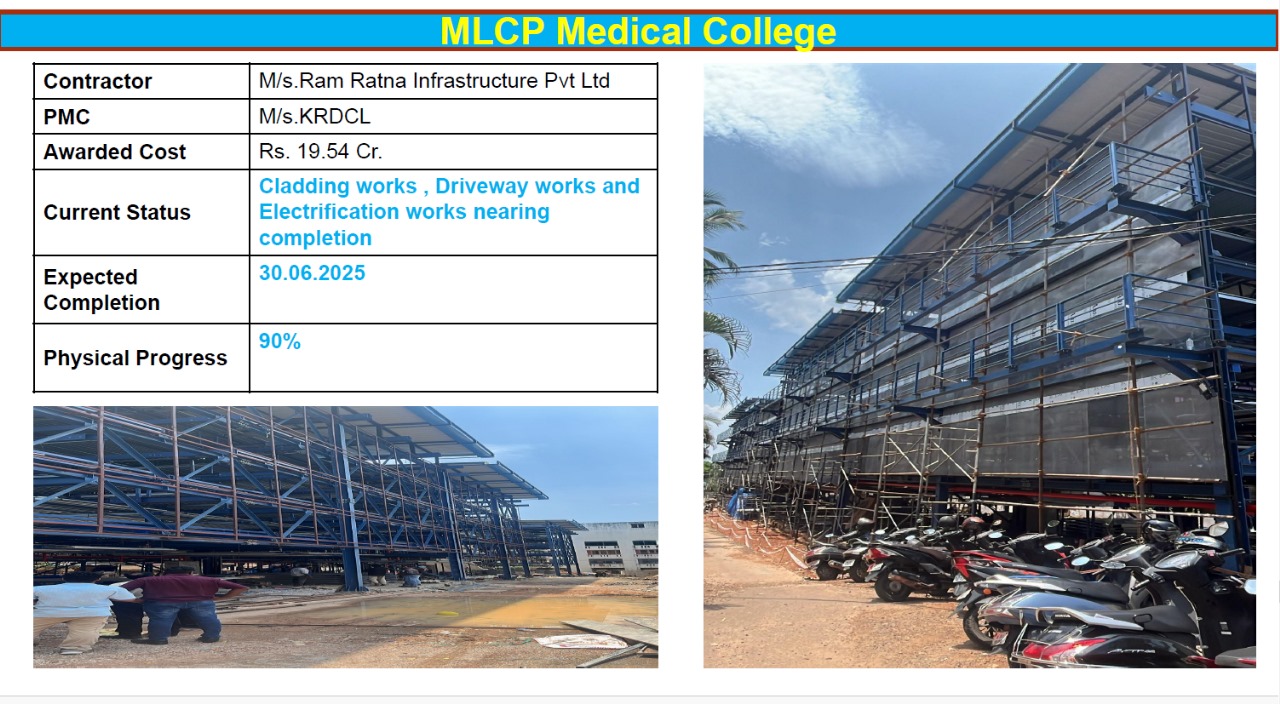 MLCP Medical College
Contractor
M/s.Ram Ratna Infrastructure Pvt Ltd
PMC
M/s.KRDCL
Awarded Cost
Rs. 19.54 Cr.
Current Status
Cladding works , Driveway works and
Electrification works nearing
completion
Expected
Completion
30.06.2025
Physical Progress
90%